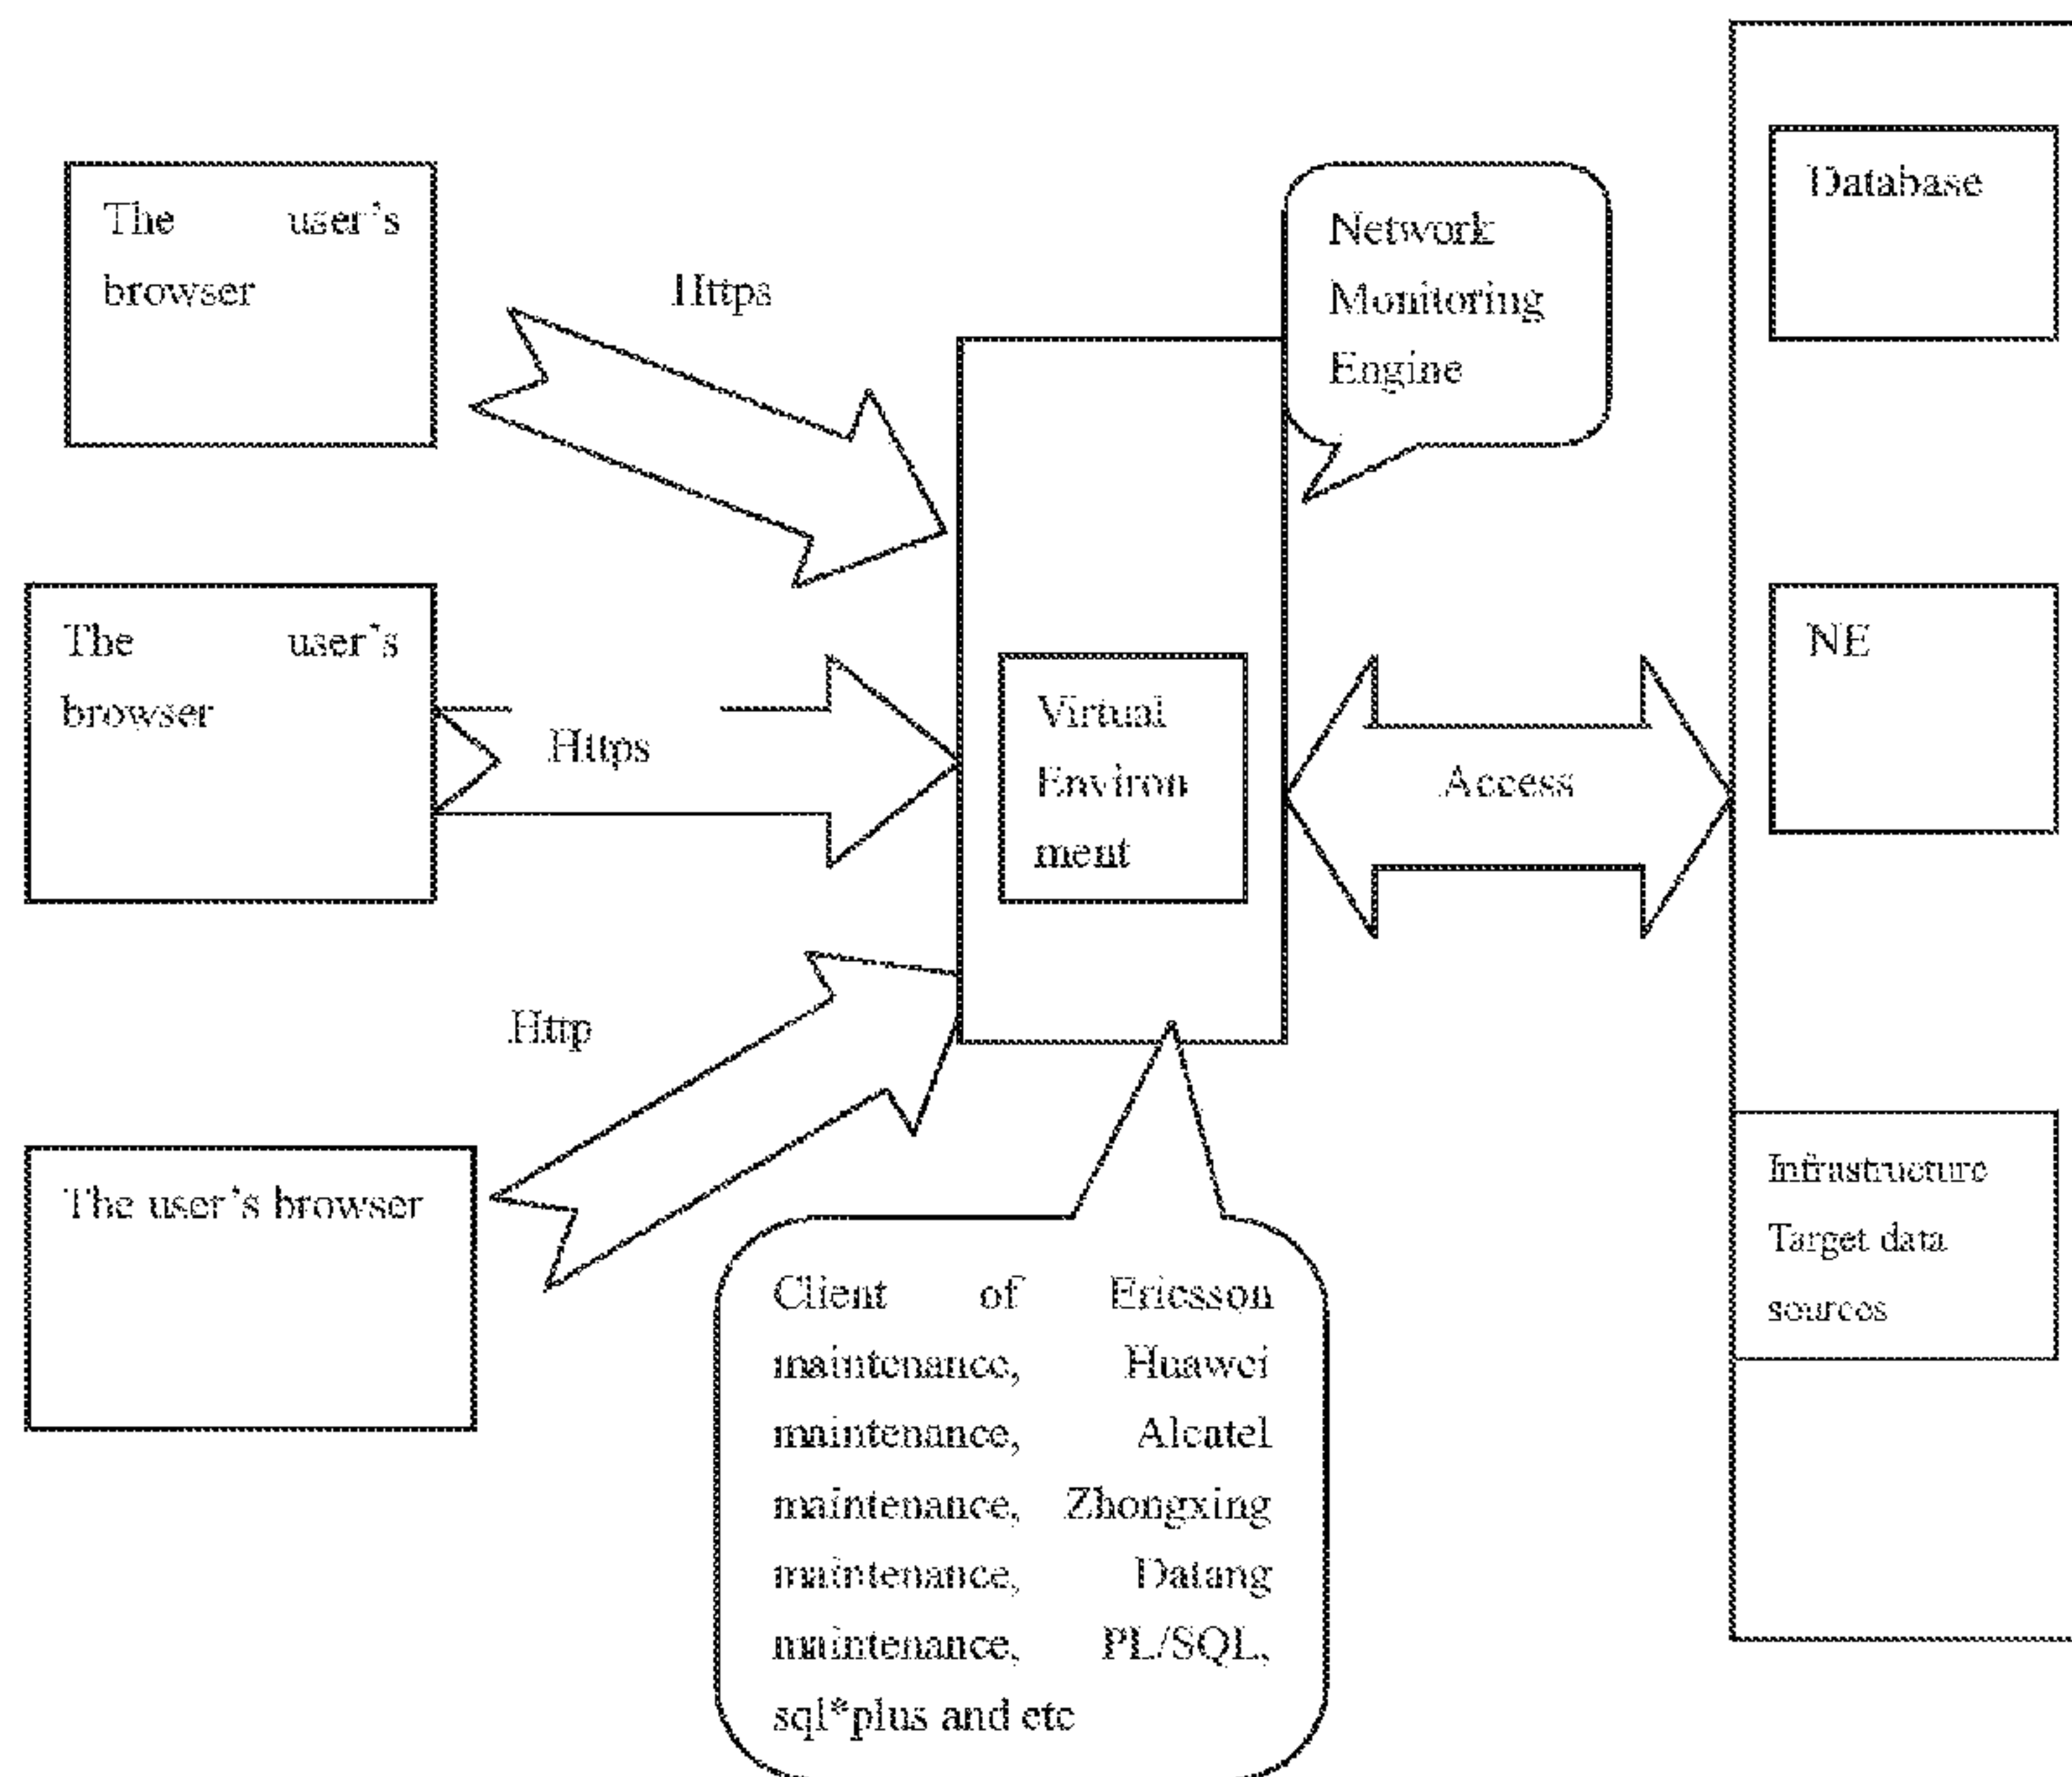 The user's
browser
Https
The user's
browser
Https
Http
The user's browser
Network
Monitoring
Engine
Virtual
Environ
ment
Access
Client of Ericsson
maintenance, Huawei
maintenance, Alcatel
maintenance, Zhongxing
maintenance, Datang
maintenance, PL/SQL,
sql*plus and etc
Database
NE
Infrastructure
Target data
sources